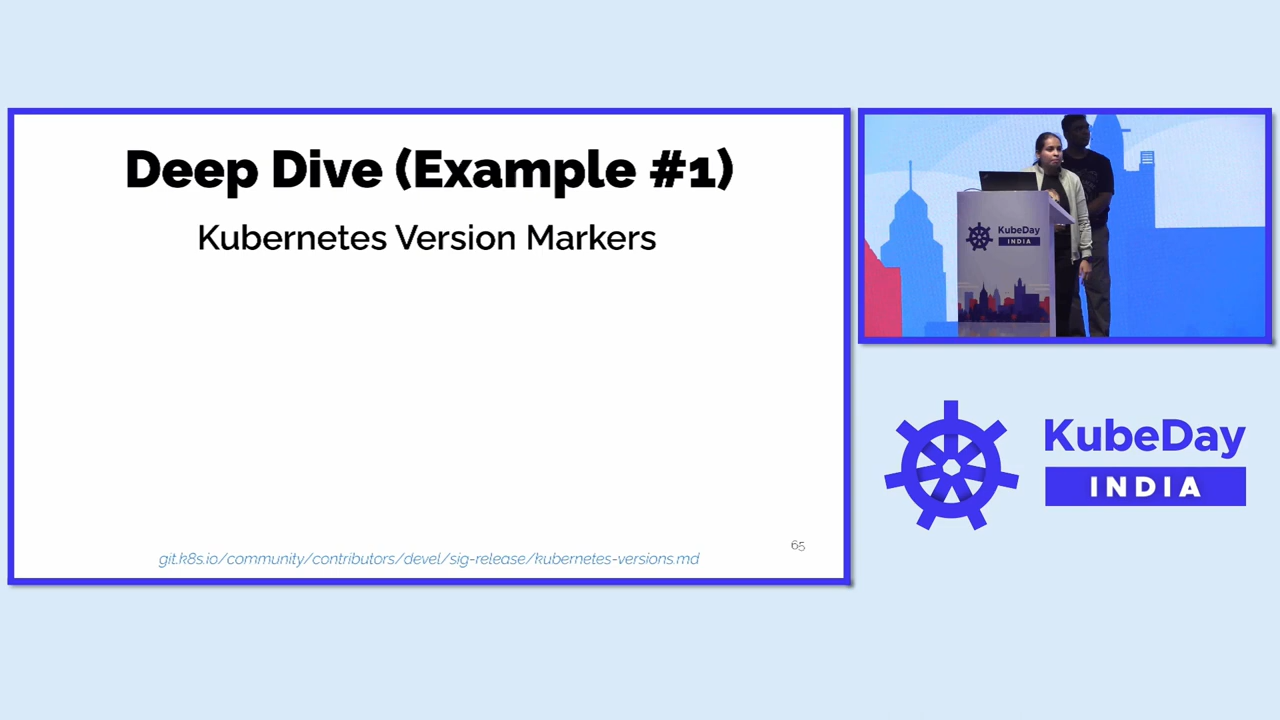 Deep Dive (Example #1)
Kubernetes Version Markers
65
git.k8s.io/community/contributors/devel/sig-release/kubernetes-versions.md
KubeDay
INDIA
KubeDay
INDIA